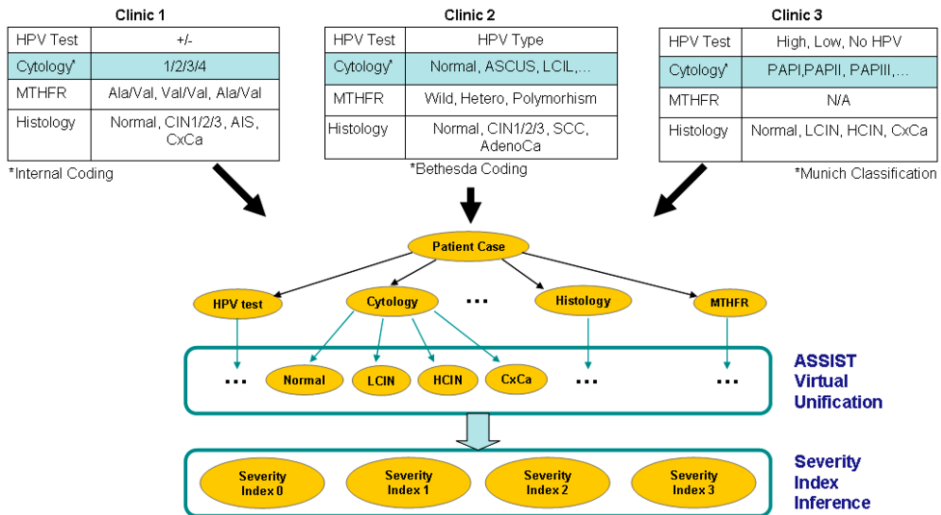 Clinic 1
HPV Test +/-
Cytology* 1/2/3/4
MTHFR Ala/Val, Val/Val, Ala/Val
Histology Normal, CIN1/2/3, AIS,
CxCa
*Internal Coding
Clinic 2
HPV Test HPV Type
Cytology* Normal, ASCUS, LCIL,...
MTHFR Wild, Hetero, Polymorhism
Histology Normal, CIN1/2/3, SCC,
AdenoCa
*Bethesda Coding
Clinic 3
HPV Test High, Low, No HPV
Cytology* PAPI,PAPII, PAPIII,...
MTHFR N/A
Histology Normal, LCIN, HCIN, CxCa
*Munich Classification
Patient Case
HPV test Cytology ... Histology MTHFR
... Normal LCIN HCIN CxCa ... ...
ASSIST
Virtual
Unification
Severity
Index 0
Severity
Index 1
Severity
Index 2
Severity
Index 3
Severity
Index
Inference